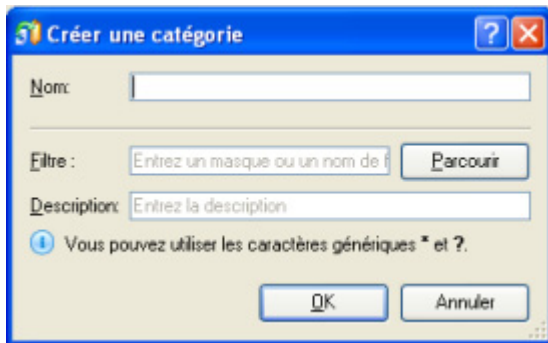 Créer une catégorie
Nom:
Filtre : Entrez un masque ou un nom de f Parcourir
Description: Entrez la description
Vous pouvez utiliser les caractères génériques * et ?.
OK Annuler